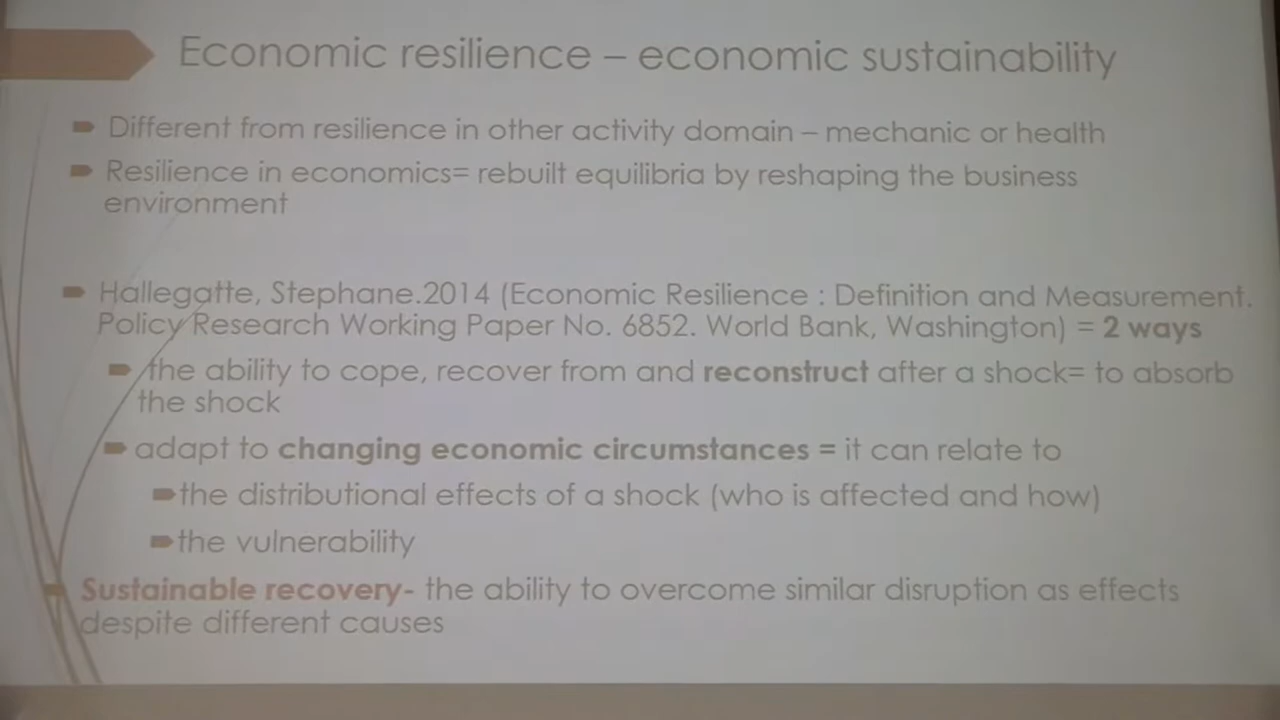 Economic resilience – economic sustainability
Different from resilience in other activity domain – mechanic or health
Resilience in economics= rebuilt equilibria by reshaping the business
environment
Hallegatte, Stephane.2014 (Economic Resilience : Definition and Measurement.
Policy Research Working Paper No. 6852. World Bank, Washington) = 2 ways
the ability to cope, recover from and reconstruct after a shock= to absorb
the shock
adapt to changing economic circumstances = it can relate to
the distributional effects of a shock (who is affected and how)
the vulnerability
Sustainable recovery- the ability to overcome similar disruption as effects
despite different causes